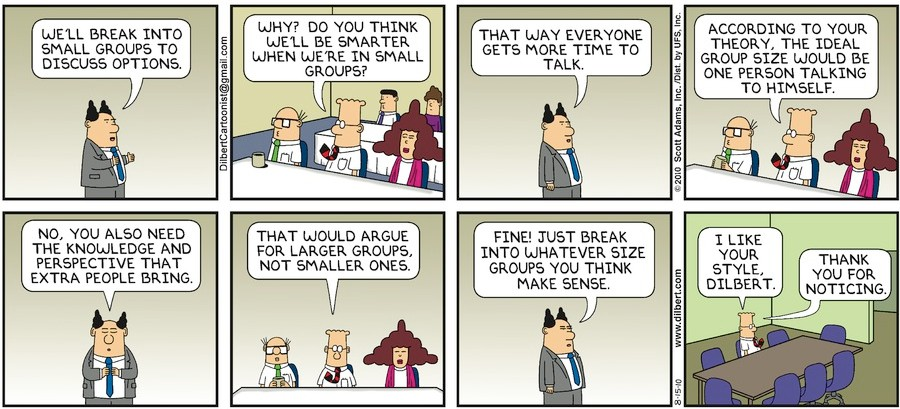 WE'LL BREAK INTO
SMALL GROUPS TO
DISCUSS OPTIONS.
DilbertCartoonist@gmail.com
WHY? DO YOU THINK
WE'LL BE SMARTER
WHEN WE'RE IN SMALL
GROUPS?
THAT WAY EVERYONE
GETS MORE TIME TO
TALK.
© 2010 Scott Adams, Inc./Dist. by UFS, Inc.
ACCORDING TO YOUR
THEORY, THE IDEAL
GROUP SIZE WOULD BE
ONE PERSON TALKING
TO HIMSELF.
NO, YOU ALSO NEED
THE KNOWLEDGE AND
PERSPECTIVE THAT
EXTRA PEOPLE BRING.
THAT WOULD ARGUE
FOR LARGER GROUPS,
NOT SMALLER ONES.
FINE! JUST BREAK
INTO WHATEVER SIZE
GROUPS YOU THINK
MAKE SENSE.
8-15-10 www.dilbert.com
I LIKE
YOUR
STYLE,
DILBERT.
THANK
YOU FOR
NOTICING.